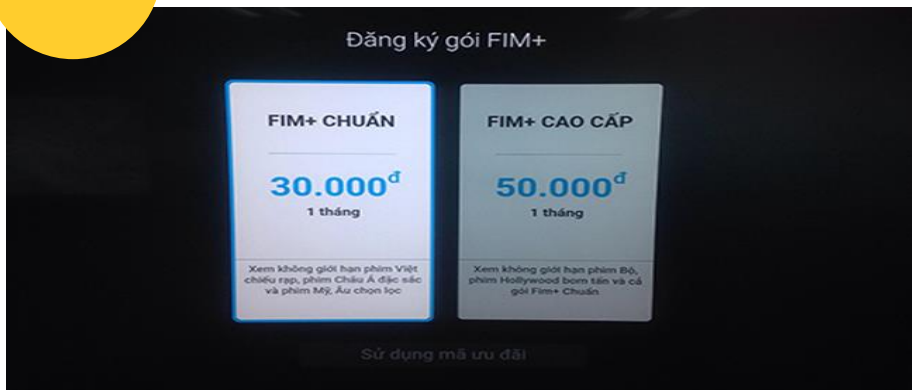 Đăng ký gói FIM+
FIM+ CHUẨN
30.000đ
1 tháng
Xem không giới hạn phim Việt
chiếu rạp, phim Châu Á đặc sắc
và phim Mỹ, Âu chọn lọc
FIM+ CAO CẤP
50.000đ
1 tháng
Xem không giới hạn phim Bộ,
phim Hollywood bom tấn và cả
gói Fim+ Chuẩn
Sử dụng mã ưu đãi